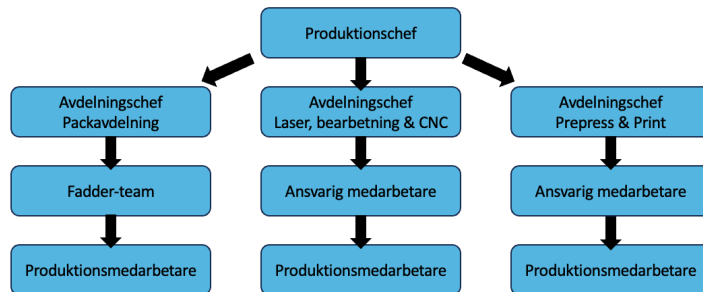 Produktionschef
Avdelningschef
Packavdelning
Avdelningschef
Laser, bearbetning & CNC
Avdelningschef
Prepress & Print
Fadder-team
Ansvarig medarbetare
Ansvarig medarbetare
Produktionsmedarbetare
Produktionsmedarbetare
Produktionsmedarbetare